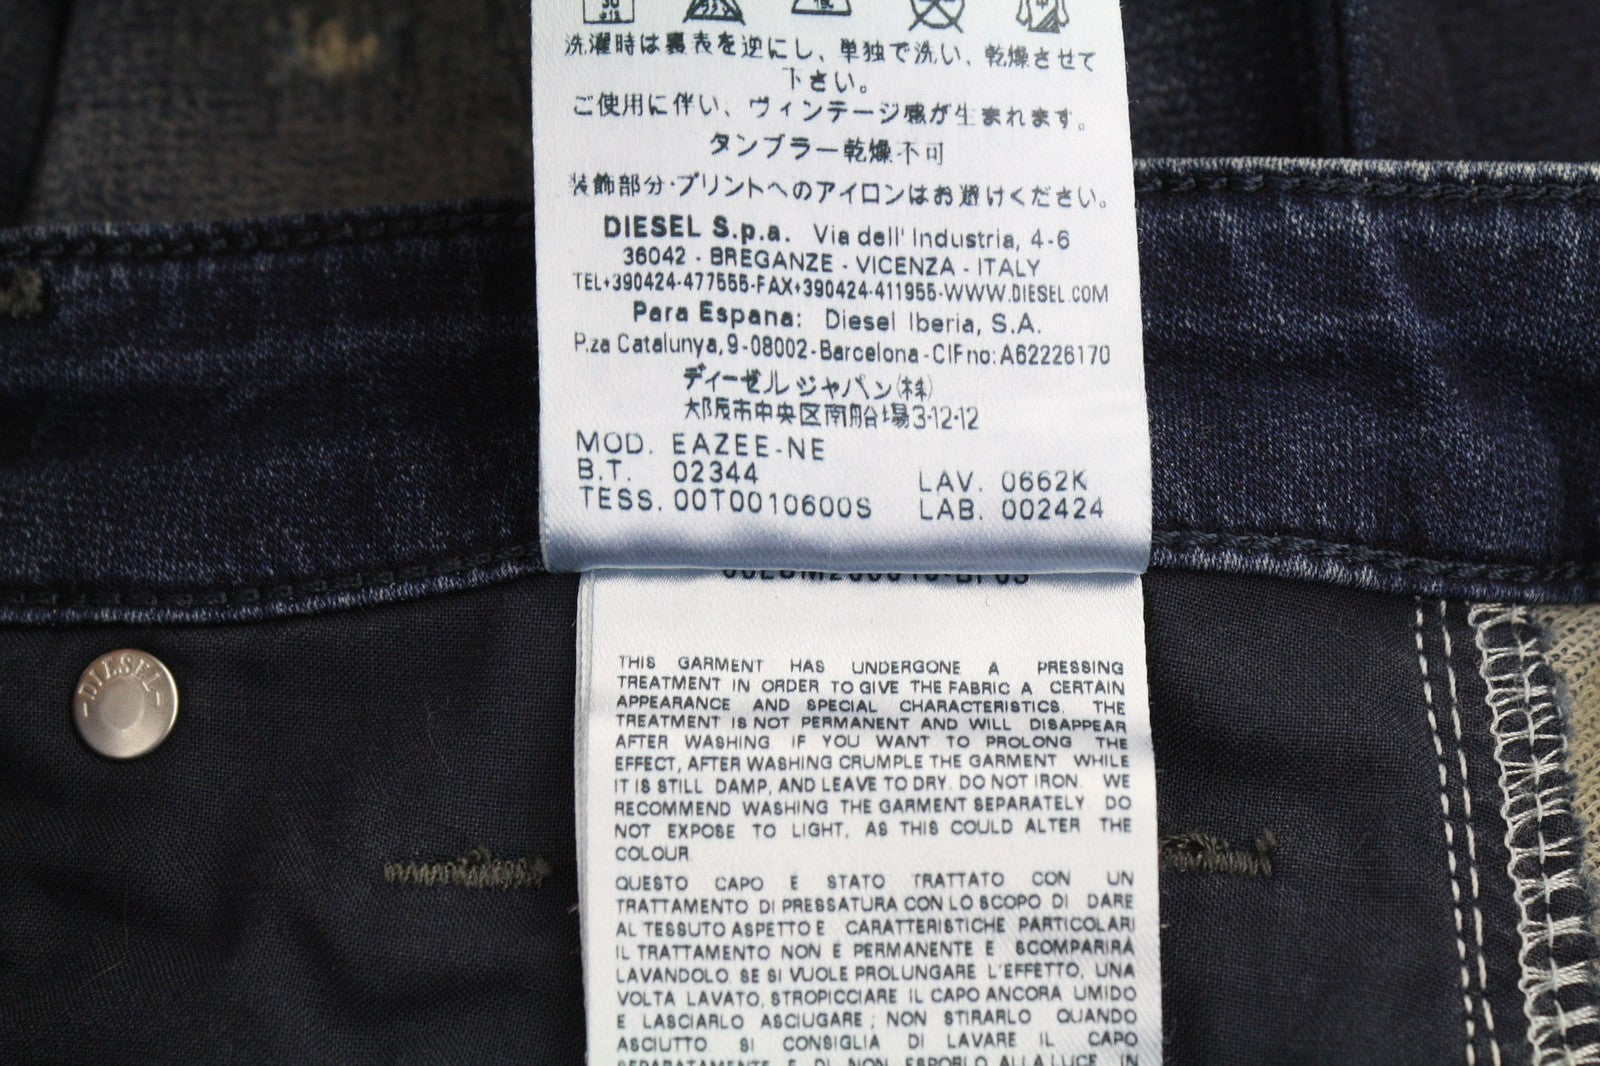 洗濯時は裏表を逆にし、単独で洗い、乾燥させて
下さい。
ご使用に伴い、ヴィンテージ感が生まれます。
タンブラー乾燥不可
装飾部分・プリントへのアイロンはお避けください。
DIESEL S.p.a. Via dell' Industria, 4-6
36042 - BREGANZE - VICENZA - ITALY
TEL+390424-477555-FAX+390424-411955-WWW.DIESEL.COM
Para Espana: Diesel Iberia, S.A.
P.za Catalunya,9-08002-Barcelona-CIFno:A62226170
ディーゼルジャパン(株)
大阪市中央区南船場3-12-12
MOD. EAZEE-NE
B.T. 02344 LAV. 0662K
TESS. 00T0010600S LAB. 002424
THIS GARMENT HAS UNDERGONE A PRESSING
TREATMENT IN ORDER TO GIVE THE FABRIC A CERTAIN
APPEARANCE AND SPECIAL CHARACTERISTICS. THE
TREATMENT IS NOT PERMANENT AND WILL DISAPPEAR
AFTER WASHING IF YOU WANT TO PROLONG THE
EFFECT, AFTER WASHING CRUMPLE THE GARMENT WHILE
IT IS STILL DAMP, AND LEAVE TO DRY. DO NOT IRON. WE
RECOMMEND WASHING THE GARMENT SEPARATELY. DO
NOT EXPOSE TO LIGHT, AS THIS COULD ALTER THE
COLOUR.
QUESTO CAPO E STATO TRATTATO CON UN
TRATTAMENTO DI PRESSATURA CON LO SCOPO DI DARE
AL TESSUTO ASPETTO E CARATTERISTICHE PARTICOLARI
IL TRATTAMENTO NON E PERMANENTE E SCOMPARIRÀ
LAVANDOLO. SE SI VUOLE PROLUNGARE L'EFFETTO, UNA
VOLTA LAVATO, STROPICCIARE IL CAPO ANCORA UMIDO
E LASCIARLO ASCIUGARE; NON STIRARLO QUANDO
ASCIUTTO SI CONSIGLIA DI LAVARE IL CAPO
SEPARATAMENTE E DI NON ESPORLO ALLA LUCE, IN
-DIESEL-